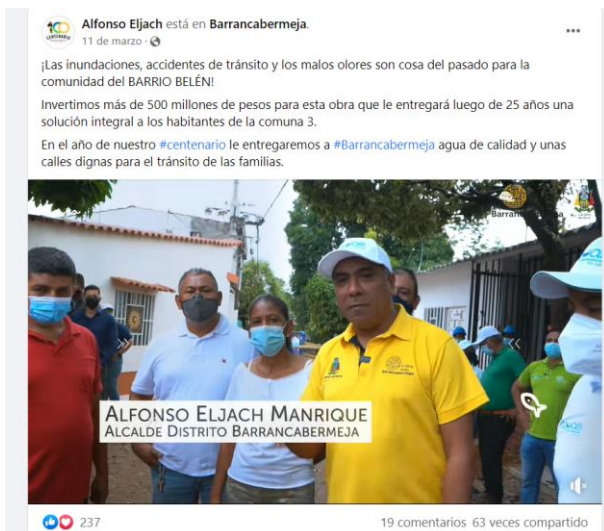 Alfonso Eljach está en Barrancabermeja.
11 de marzo
¡Las inundaciones, accidentes de tránsito y los malos olores son cosa del pasado para la
comunidad del BARRIO BELÉN!
Invertimos más de 500 millones de pesos para esta obra que le entregará luego de 25 años una
solución integral a los habitantes de la comuna 3.
En el año de nuestro #centenario le entregaremos a #Barrancabermeja agua de calidad y unas
calles dignas para el tránsito de las familias.
ALFONSO ELJACH MANRIQUE
ALCALDE DISTRITO BARRANCABERMEJA
237
19 comentarios 63 veces compartido